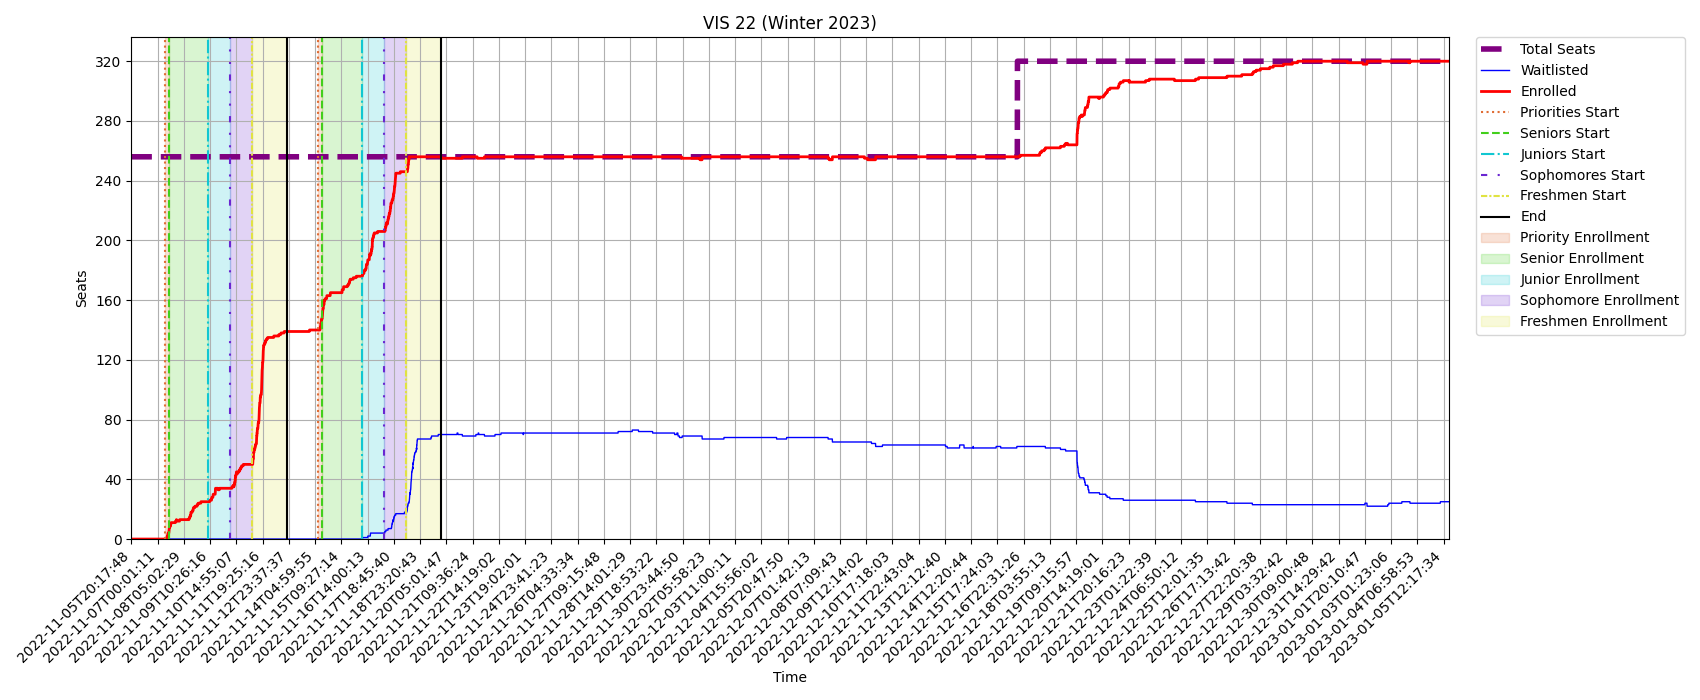 VIS 22 (Winter 2023)
Seats
320
280
240
200
160
120
80
40
0
2022-11-05T20:17:48
2022-11-07T00:01:11
2022-11-08T05:02:29
2022-11-09T10:26:16
2022-11-10T14:55:07
2022-11-11T19:25:16
2022-11-12T23:37:37
2022-11-14T04:59:55
2022-11-15T09:27:14
2022-11-16T14:00:13
2022-11-17T18:45:40
2022-11-18T23:20:43
2022-11-20T05:01:47
2022-11-21T09:36:24
2022-11-22T14:19:02
2022-11-23T19:02:01
2022-11-24T23:41:23
2022-11-26T04:33:34
2022-11-27T09:15:48
2022-11-28T14:01:29
2022-11-29T18:53:22
2022-11-30T23:44:50
2022-12-02T05:58:23
2022-12-03T11:00:11
2022-12-04T15:56:02
2022-12-05T20:47:50
2022-12-07T01:42:13
2022-12-08T07:09:43
2022-12-09T12:14:02
2022-12-10T17:18:03
2022-12-11T22:43:04
2022-12-13T12:12:40
2022-12-14T12:20:44
2022-12-15T17:24:03
2022-12-16T22:31:26
2022-12-18T03:55:13
2022-12-19T09:15:57
2022-12-20T14:19:01
2022-12-21T20:16:23
2022-12-23T01:22:39
2022-12-24T06:50:12
2022-12-25T12:01:35
2022-12-26T17:13:42
2022-12-27T22:20:38
2022-12-29T03:32:42
2022-12-30T09:00:48
2022-12-31T14:29:42
2023-01-01T20:10:47
2023-01-03T01:23:06
2023-01-04T06:58:53
2023-01-05T12:17:34
Time
Total Seats
Waitlisted
Enrolled
Priorities Start
Seniors Start
Juniors Start
Sophomores Start
Freshmen Start
End
Priority Enrollment
Senior Enrollment
Junior Enrollment
Sophomore Enrollment
Freshmen Enrollment